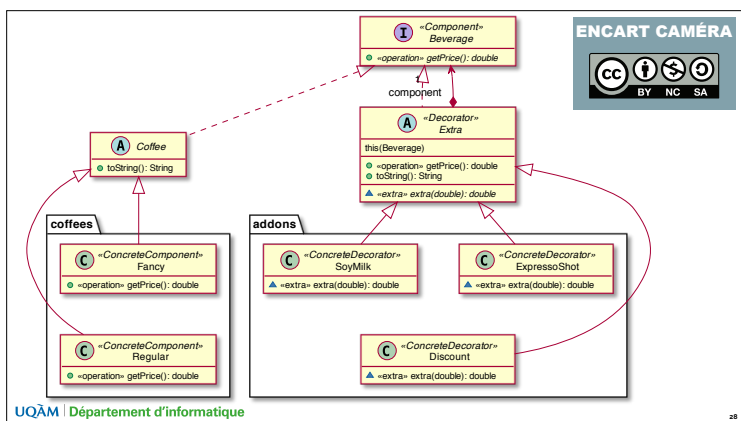 ENCART CAMÉRA
cc
BY NC SA
I
«Component»
Beverage
«operation» getPrice(): double
1
component
A
«Decorator»
Extra
this(Beverage)
«operation» getPrice(): double
toString(): String
«extra» extra(double): double
A
Coffee
toString(): String
coffees
C
«ConcreteComponent»
Fancy
«operation» getPrice(): double
C
«ConcreteComponent»
Regular
«operation» getPrice(): double
addons
C
«ConcreteDecorator»
SoyMilk
«extra» extra(double): double
C
«ConcreteDecorator»
ExpressoShot
«extra» extra(double): double
C
«ConcreteDecorator»
Discount
«extra» extra(double): double
UQÀM | Département d'informatique
28